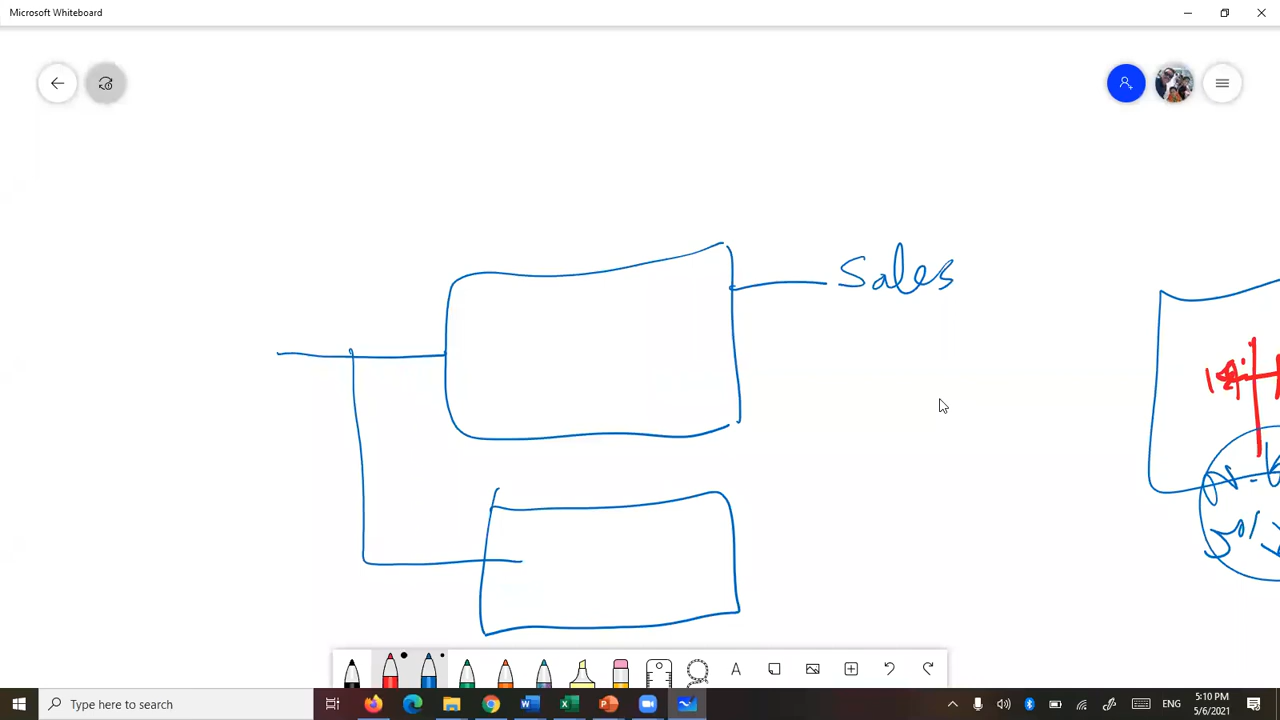 Microsoft Whiteboard
Sales
A
Type here to search
ENG
5:10 PM
5/6/2021